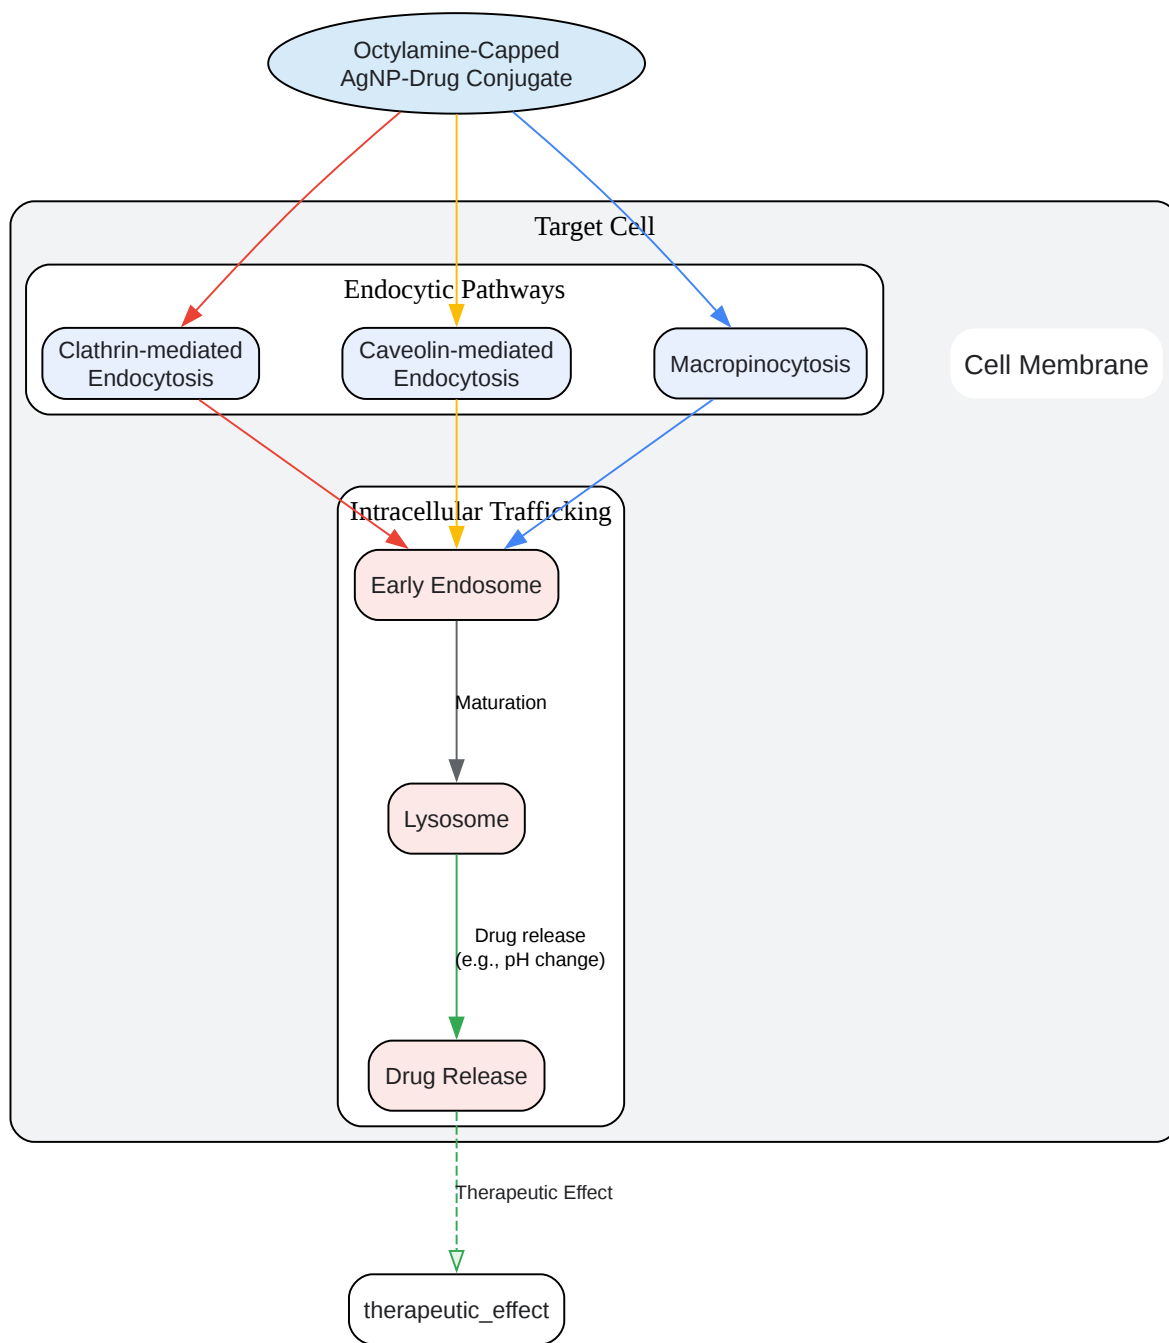 Octylamine-Capped
AgNP-Drug Conjugate
Target Cell
Endocytic Pathways
Clathrin-mediated
Endocytosis
Caveolin-mediated
Endocytosis
Macropinocytosis
Cell Membrane
Intracellular Trafficking
Early Endosome
Maturation
Lysosome
Drug release
(e.g., pH change)
Drug Release
Therapeutic Effect
therapeutic_effect